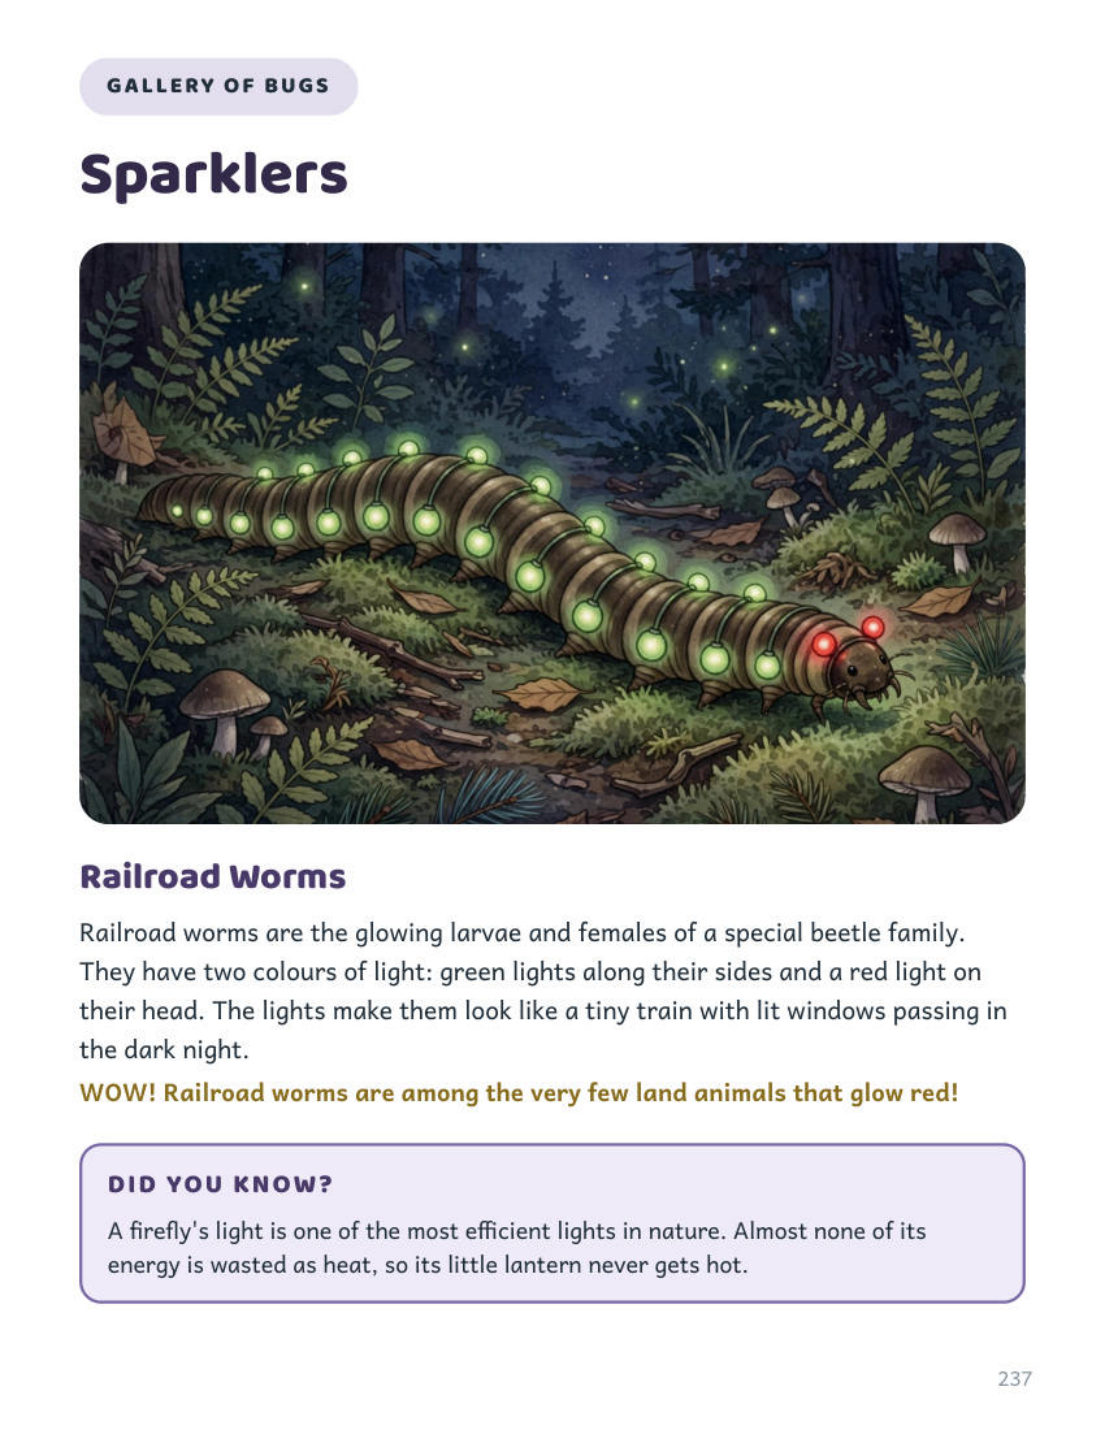 GALLERY OF BUGS
Sparklers
Railroad Worms
Railroad worms are the glowing larvae and females of a special beetle family.
They have two colours of light: green lights along their sides and a red light on
their head. The lights make them look like a tiny train with lit windows passing in
the dark night.
WOW! Railroad worms are among the very few land animals that glow red!
DID YOU KNOW?
A firefly's light is one of the most efficient lights in nature. Almost none of its
energy is wasted as heat, so its little lantern never gets hot.
237